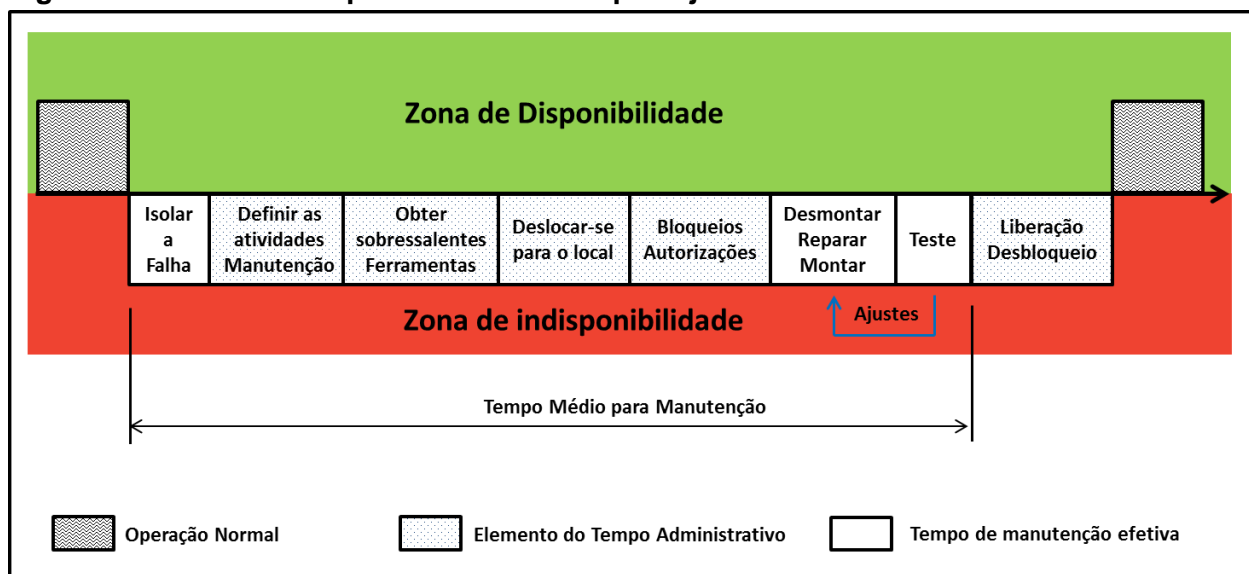 Zona de Disponibilidade
Isolar
a
Falha
Definir as
atividades
Manutenção
Obter
sobressalentes
Ferramentas
Deslocar-se
para o local
Bloqueios
Autorizações
Desmontar
Reparar
Montar
Teste
Liberação
Desbloqueio
Zona de indisponibilidade
Ajustes
Tempo Médio para Manutenção
Operação Normal
Elemento do Tempo Administrativo
Tempo de manutenção efetiva